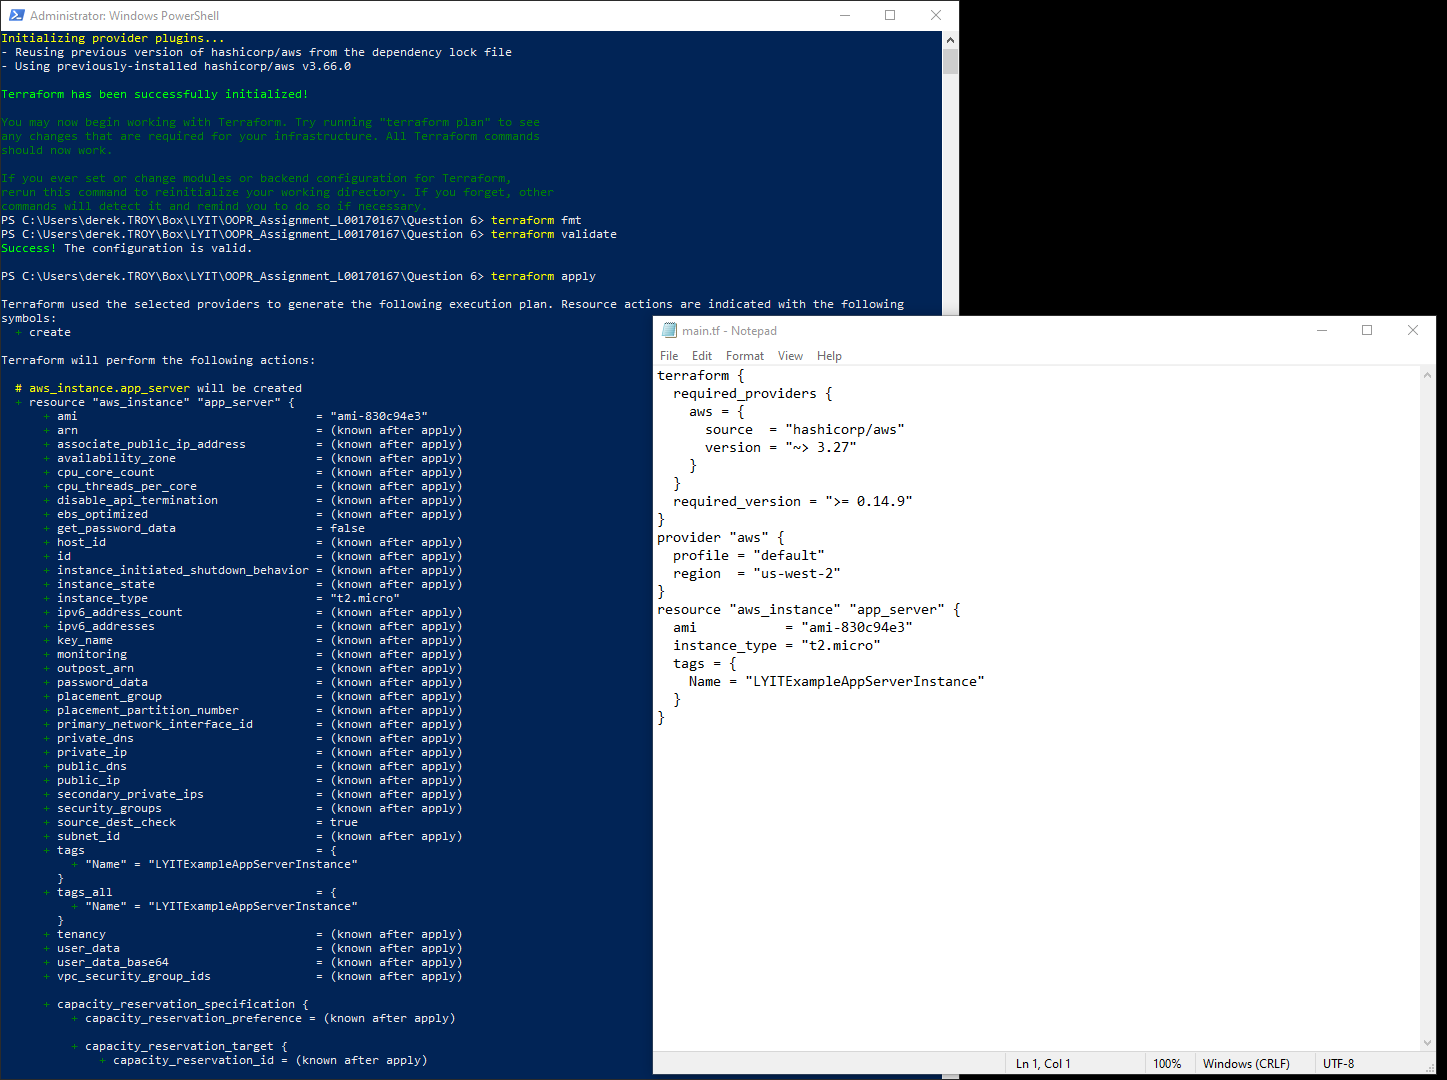 Administrator: Windows PowerShell
Initializing provider plugins...
- Reusing previous version of hashicorp/aws from the dependency lock file
- Using previously-installed hashicorp/aws v3.66.0
Terraform has been successfully initialized!
You may now begin working with Terraform. Try running "terraform plan" to see
any changes that are required for your infrastructure. All Terraform commands
should now work.
If you ever set or change modules or backend configuration for Terraform,
rerun this command to reinitialize your working directory. If you forget, other
commands will detect it and remind you to do so if necessary.
PS C:\Users\derek.TROY\Box\LYIT\OOPR_Assignment_L00170167\Question 6> terraform fmt
PS C:\Users\derek.TROY\Box\LYIT\OOPR_Assignment_L00170167\Question 6> terraform validate
Success! The configuration is valid.
PS C:\Users\derek.TROY\Box\LYIT\OOPR_Assignment_L00170167\Question 6> terraform apply
Terraform used the selected providers to generate the following execution plan. Resource actions are indicated with the following
symbols:
  + create
Terraform will perform the following actions:
  # aws_instance.app_server will be created
  + resource "aws_instance" "app_server" {
      + ami                                  = "ami-830c94e3"
      + arn                                  = (known after apply)
      + associate_public_ip_address          = (known after apply)
      + availability_zone                    = (known after apply)
      + cpu_core_count                       = (known after apply)
      + cpu_threads_per_core                 = (known after apply)
      + disable_api_termination              = (known after apply)
      + ebs_optimized                        = (known after apply)
      + get_password_data                    = false
      + host_id                              = (known after apply)
      + id                                   = (known after apply)
      + instance_initiated_shutdown_behavior = (known after apply)
      + instance_state                       = (known after apply)
      + instance_type                        = "t2.micro"
      + ipv6_address_count                   = (known after apply)
      + ipv6_addresses                       = (known after apply)
      + key_name                             = (known after apply)
      + monitoring                           = (known after apply)
      + outpost_arn                          = (known after apply)
      + password_data                        = (known after apply)
      + placement_group                      = (known after apply)
      + placement_partition_number           = (known after apply)
      + primary_network_interface_id         = (known after apply)
      + private_dns                          = (known after apply)
      + private_ip                           = (known after apply)
      + public_dns                           = (known after apply)
      + public_ip                            = (known after apply)
      + secondary_private_ips                = (known after apply)
      + security_groups                      = (known after apply)
      + source_dest_check                    = true
      + subnet_id                            = (known after apply)
      + tags                                 = {
          + "Name" = "LYITExampleAppServerInstance"
        }
      + tags_all                             = {
          + "Name" = "LYITExampleAppServerInstance"
        }
      + tenancy                              = (known after apply)
      + user_data                            = (known after apply)
      + user_data_base64                     = (known after apply)
      + vpc_security_group_ids               = (known after apply)
      + capacity_reservation_specification {
          + capacity_reservation_preference = (known after apply)
          + capacity_reservation_target {
              + capacity_reservation_id = (known after apply)
main.tf - Notepad
File Edit Format View Help
terraform {
  required_providers {
    aws = {
      source  = "hashicorp/aws"
      version = "~> 3.27"
    }
  }
  required_version = ">= 0.14.9"
}
provider "aws" {
  profile = "default"
  region  = "us-west-2"
}
resource "aws_instance" "app_server" {
  ami           = "ami-830c94e3"
  instance_type = "t2.micro"
  tags = {
    Name = "LYITExampleAppServerInstance"
  }
}
Ln 1, Col 1 100% Windows (CRLF) UTF-8